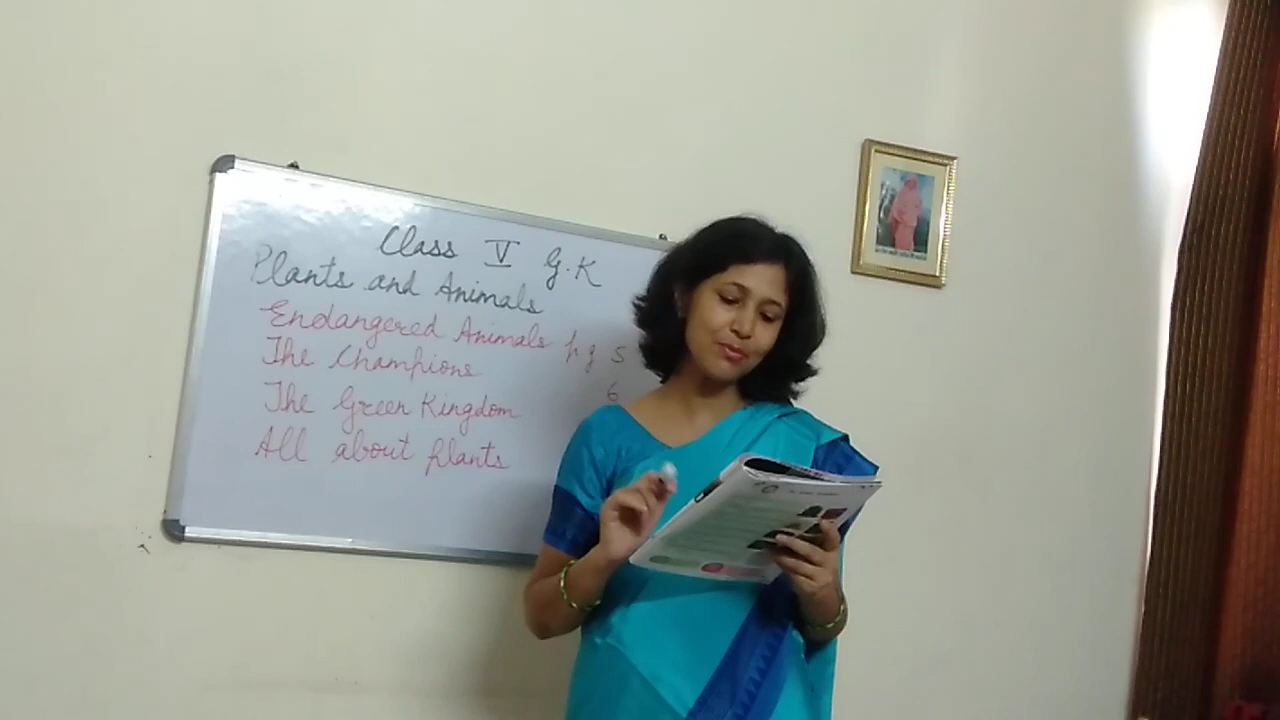 Class V G.K
Plants and Animals
Endangered Animals pg 5
The Champions 6
The Green Kingdom
All about plants